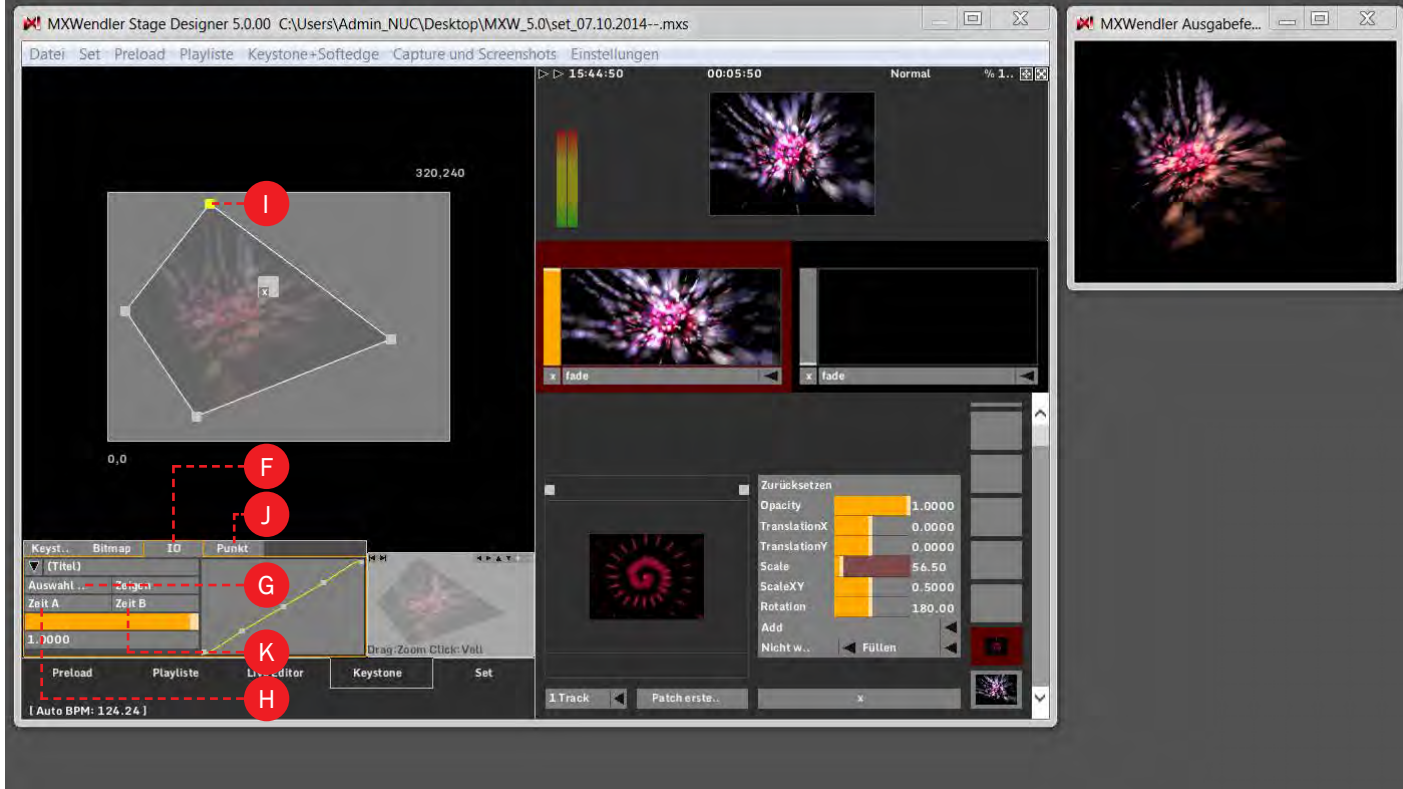 MXWendler Stage Designer 5.0.00 C:\Users\Admin_NUC\Desktop\MXW_5.0\set_07.10.2014--.mxs
Datei Set Preload Playliste Keystone+Softedge Capture und Screenshots Einstellungen
15:44:50 00:05:50 Normal % 1..
320,240
I
x
x fade
x fade
0,0
F
J
Keyst.. Bitmap IO Punkt
(Titel)
Auswahl .. Zeigen
G
Zeit A Zeit B
1.0000
K
Drag:Zoom Click:Voll
Preload Playliste Editor Keystone Set
H
[ Auto BPM: 124.24 ]
Zurücksetzen
Opacity 1.0000
TranslationX 0.0000
TranslationY 0.0000
Scale 56.50
ScaleXY 0.5000
Rotation 180.00
Add
Nicht w.. Füllen
1 Track Patch erste.. x
MXWendler Ausgabefe...